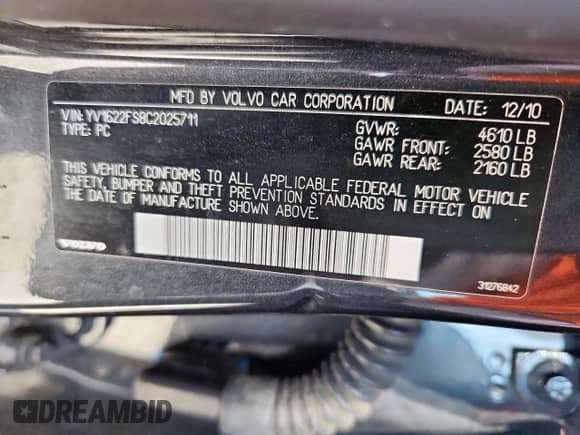 MFD BY VOLVO CAR CORPORATION DATE: 12/10
VIN: YV1622FS8C2025711 GVWR: 4610 LB
TYPE: PC GAWR FRONT: 2580 LB
GAWR REAR: 2160 LB
THIS VEHICLE CONFORMS TO ALL APPLICABLE FEDERAL MOTOR VEHICLE
SAFETY, BUMPER AND THEFT PREVENTION STANDARDS IN EFFECT ON
THE DATE OF MANUFACTURE SHOWN ABOVE.
VOLVO
31276842
DREAMBID